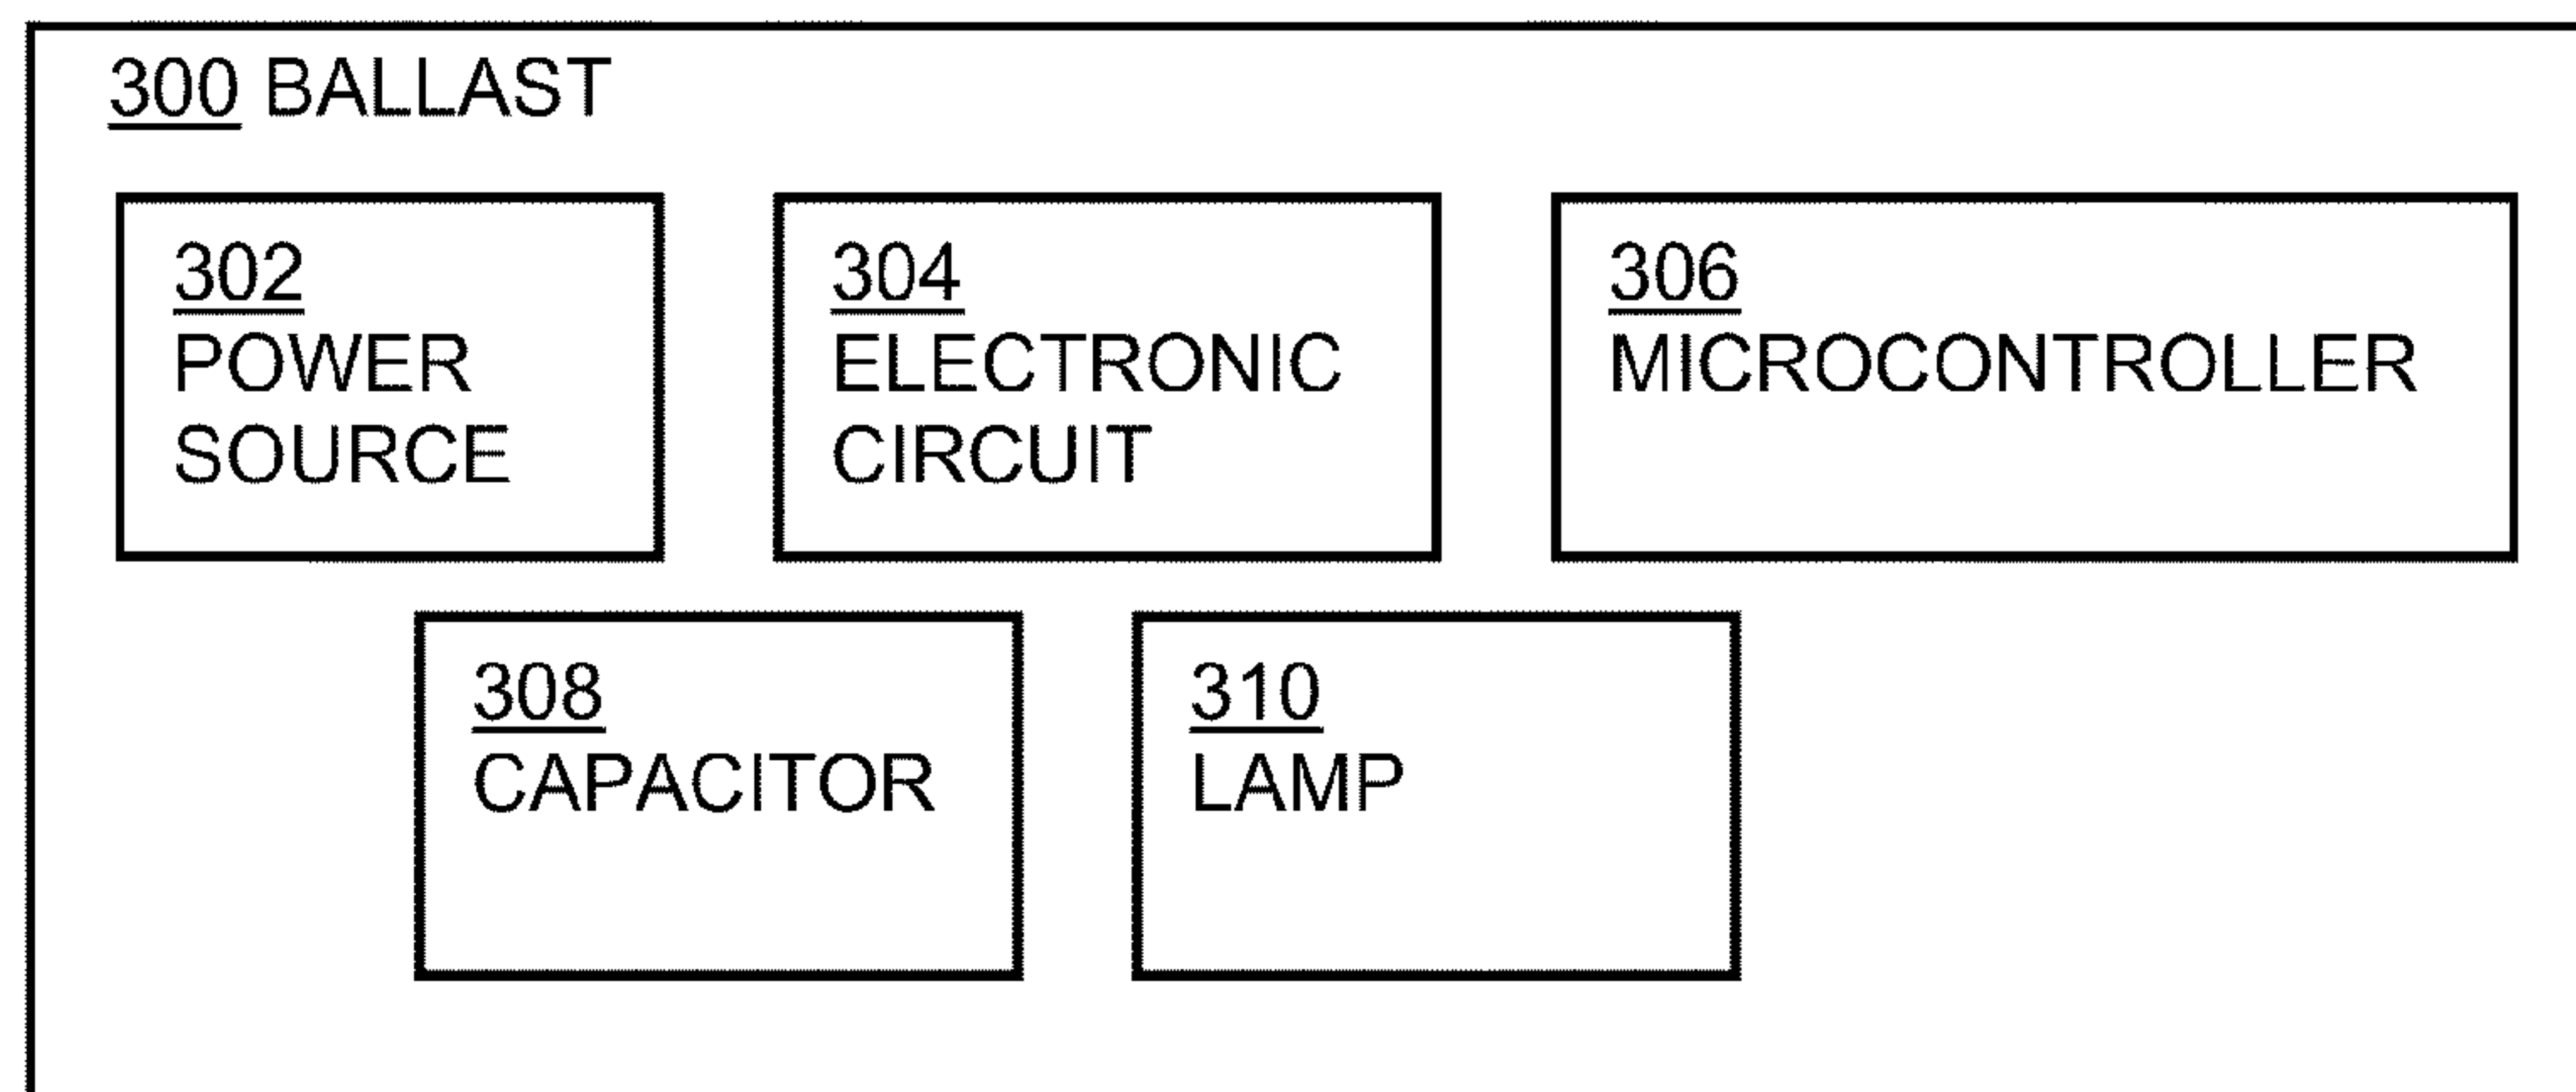 300 BALLAST
302
POWER
SOURCE
304
ELECTRONIC
CIRCUIT
306
MICROCONTROLLER
308
CAPACITOR
310
LAMP